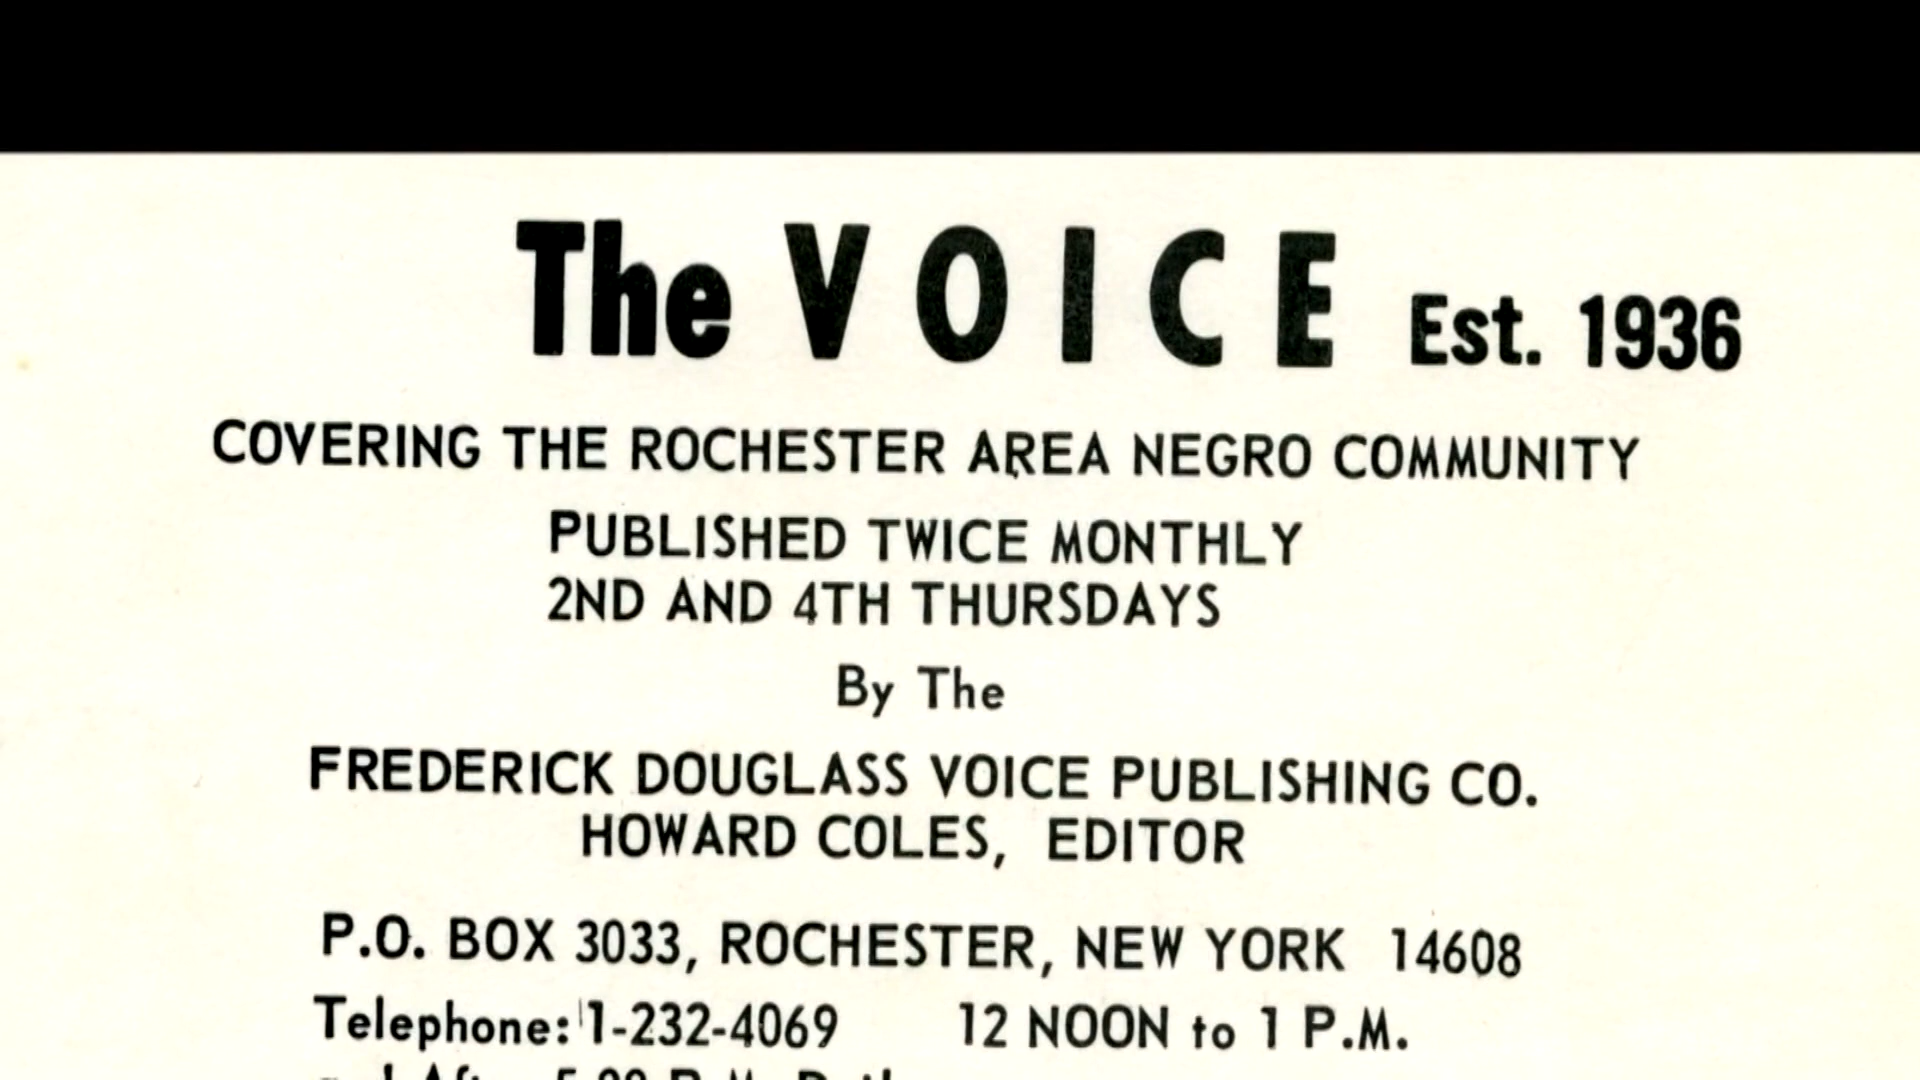 The VOICE Est. 1936
COVERING THE ROCHESTER AREA NEGRO COMMUNITY
PUBLISHED TWICE MONTHLY
2ND AND 4TH THURSDAYS
By The
FREDERICK DOUGLASS VOICE PUBLISHING CO.
HOWARD COLES, EDITOR
P.O. BOX 3033, ROCHESTER, NEW YORK 14608
Telephone: 1-232-4069 12 NOON to 1 P.M.